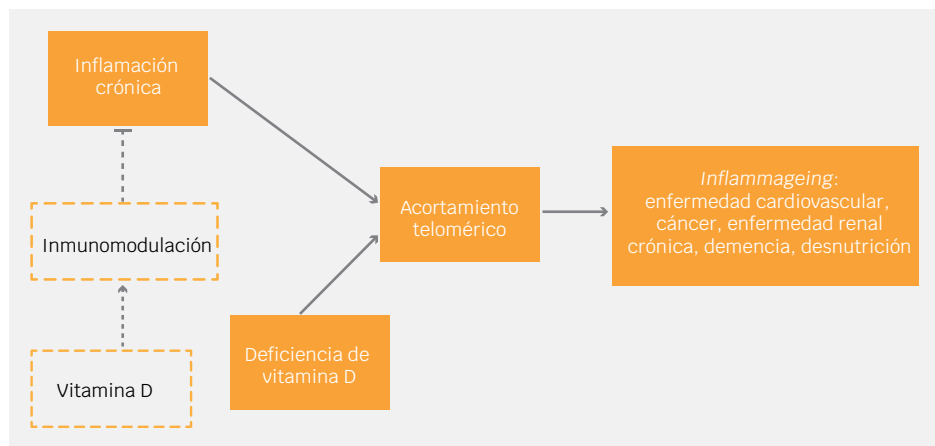 Inflamación
crónica
Inmunomodulación
Vitamina D
Deficiencia de
vitamina D
Acortamiento
telomérico
Inflammageing:
enfermedad cardiovascular,
cáncer, enfermedad renal
crónica, demencia, desnutrición